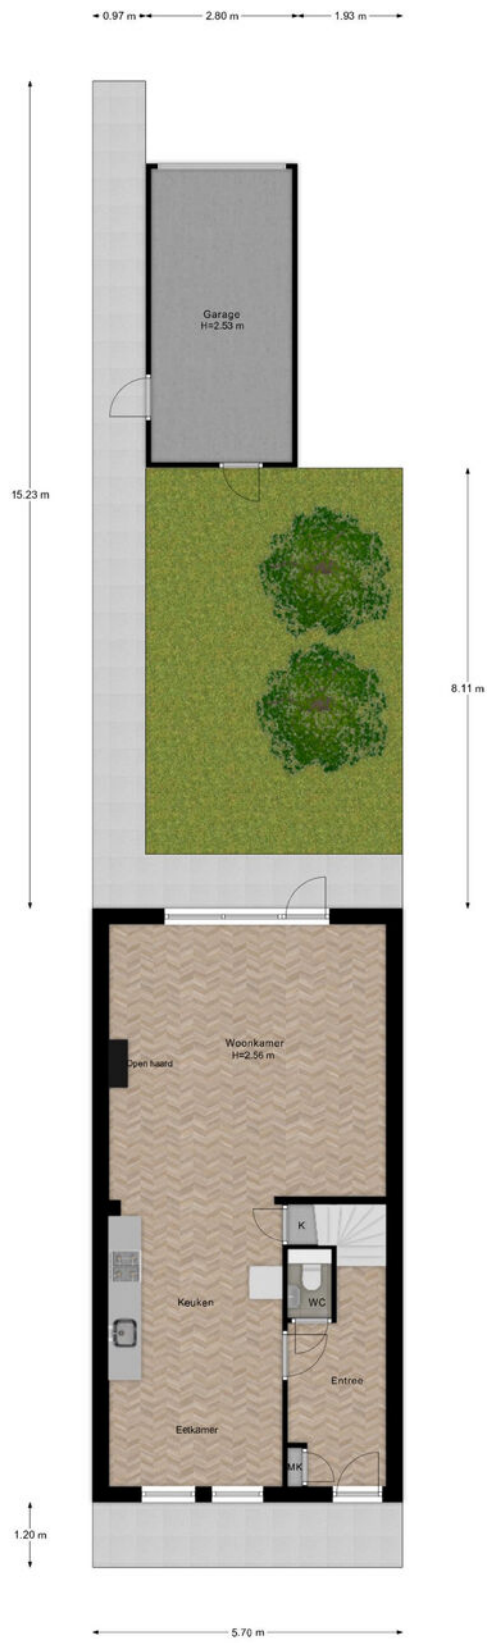 0.97 m
2.80 m
1.93 m
Garage
H=2.53 m
15.23 m
8.11 m
Woonkamer
H=2.56 m
Open haard
K
Keuken
WC
Entree
Eetkamer
MK
1.20 m
5.70 m